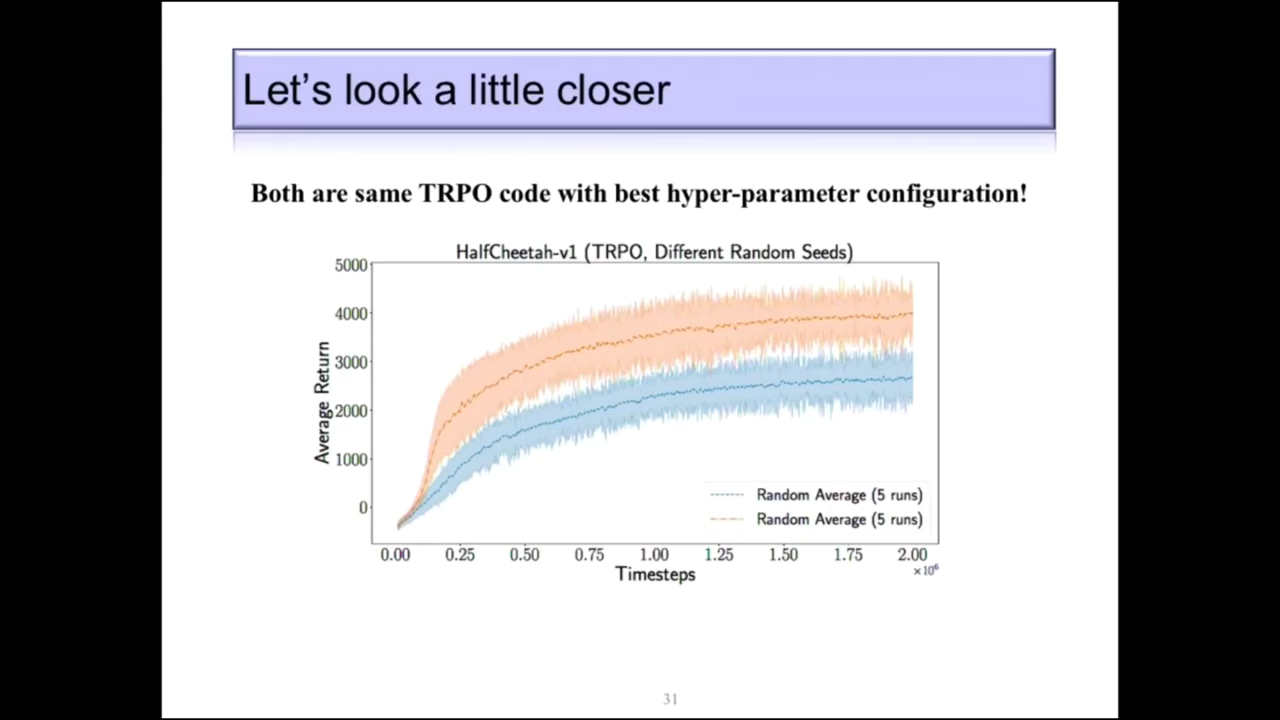 Let's look a little closer
Both are same TRPO code with best hyper-parameter configuration!
HalfCheetah-v1 (TRPO, Different Random Seeds)
5000
4000
3000
2000
1000
0
Average Return
Random Average (5 runs)
Random Average (5 runs)
0.00 0.25 0.50 0.75 1.00 1.25 1.50 1.75 2.00
×10⁶
Timesteps
31